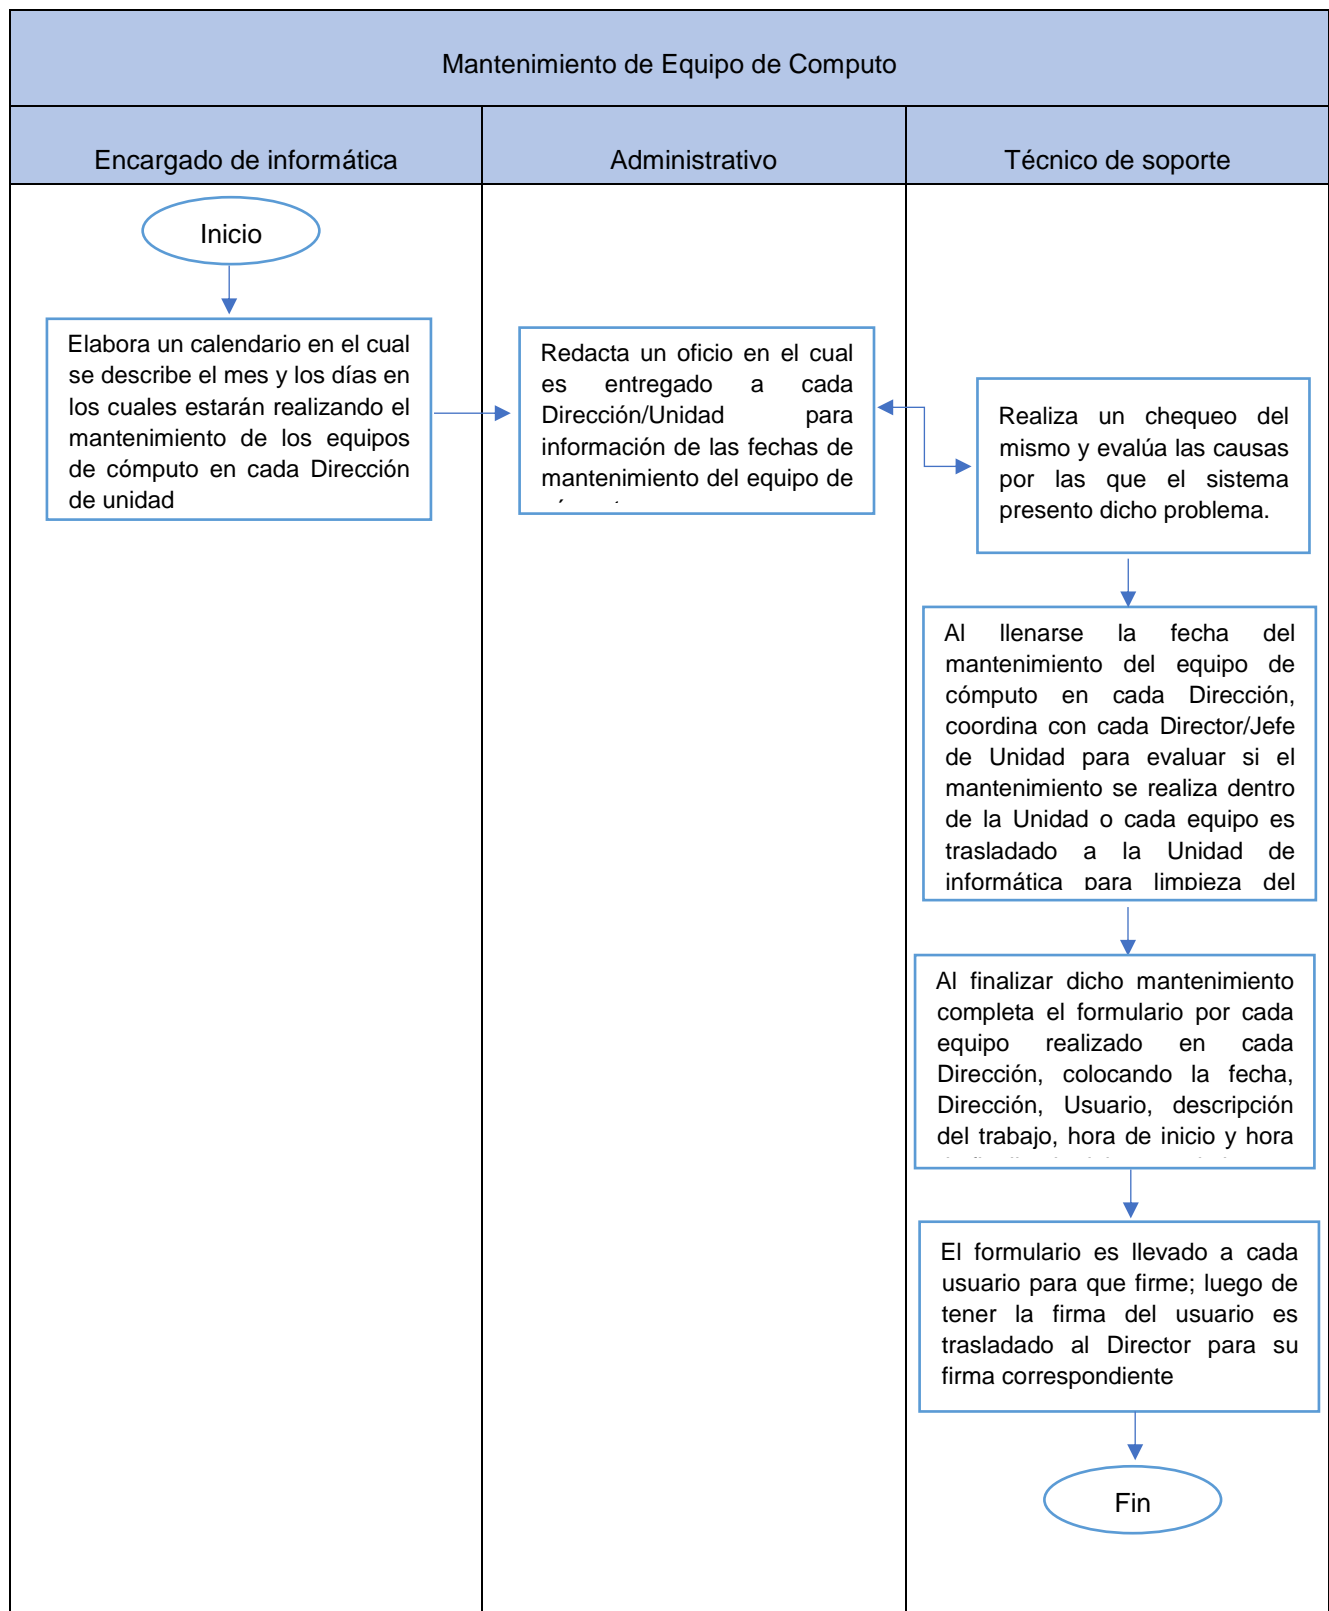 Mantenimiento de Equipo de Computo
Encargado de informática
Administrativo
Técnico de soporte
Inicio
Elabora un calendario en el cual
se describe el mes y los días en
los cuales estarán realizando el
mantenimiento de los equipos
de cómputo en cada Dirección
de unidad
Redacta un oficio en el cual
es entregado a cada
Dirección/Unidad para
información de las fechas de
mantenimiento del equipo de
Realiza un chequeo del
mismo y evalúa las causas
por las que el sistema
presento dicho problema.
Al llenarse la fecha del
mantenimiento del equipo de
cómputo en cada Dirección,
coordina con cada Director/Jefe
de Unidad para evaluar si el
mantenimiento se realiza dentro
de la Unidad o cada equipo es
trasladado a la Unidad de
informática para limpieza del
Al finalizar dicho mantenimiento
completa el formulario por cada
equipo realizado en cada
Dirección, colocando la fecha,
Dirección, Usuario, descripción
del trabajo, hora de inicio y hora
El formulario es llevado a cada
usuario para que firme; luego de
tener la firma del usuario es
trasladado al Director para su
firma correspondiente
Fin